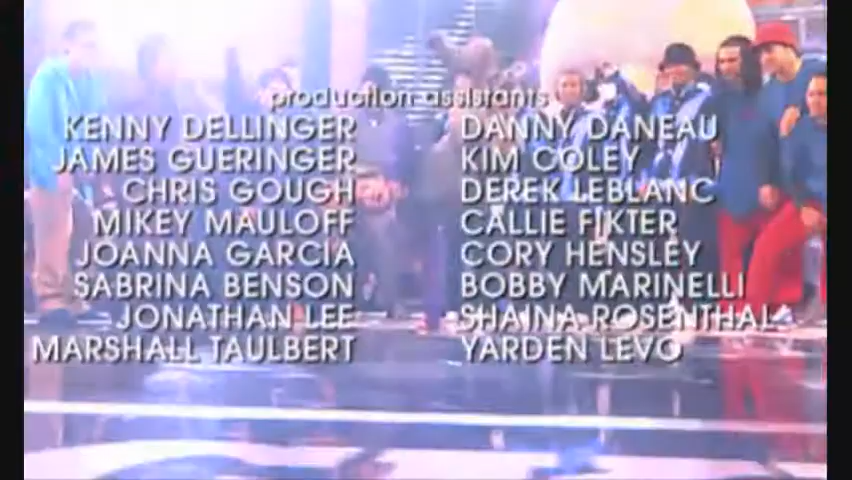 production assistants
KENNY DELLINGER DANNY DANEAU
JAMES GUERINGER KIM COLEY
CHRIS GOUGH DEREK LEBLANC
MIKEY MAULOFF CALLIE FIKTER
JOANNA GARCIA CORY HENSLEY
SABRINA BENSON BOBBY MARINELLI
JONATHAN LEE SHAINA ROSENTHAL
MARSHALL TAULBERT YARDEN LEVO